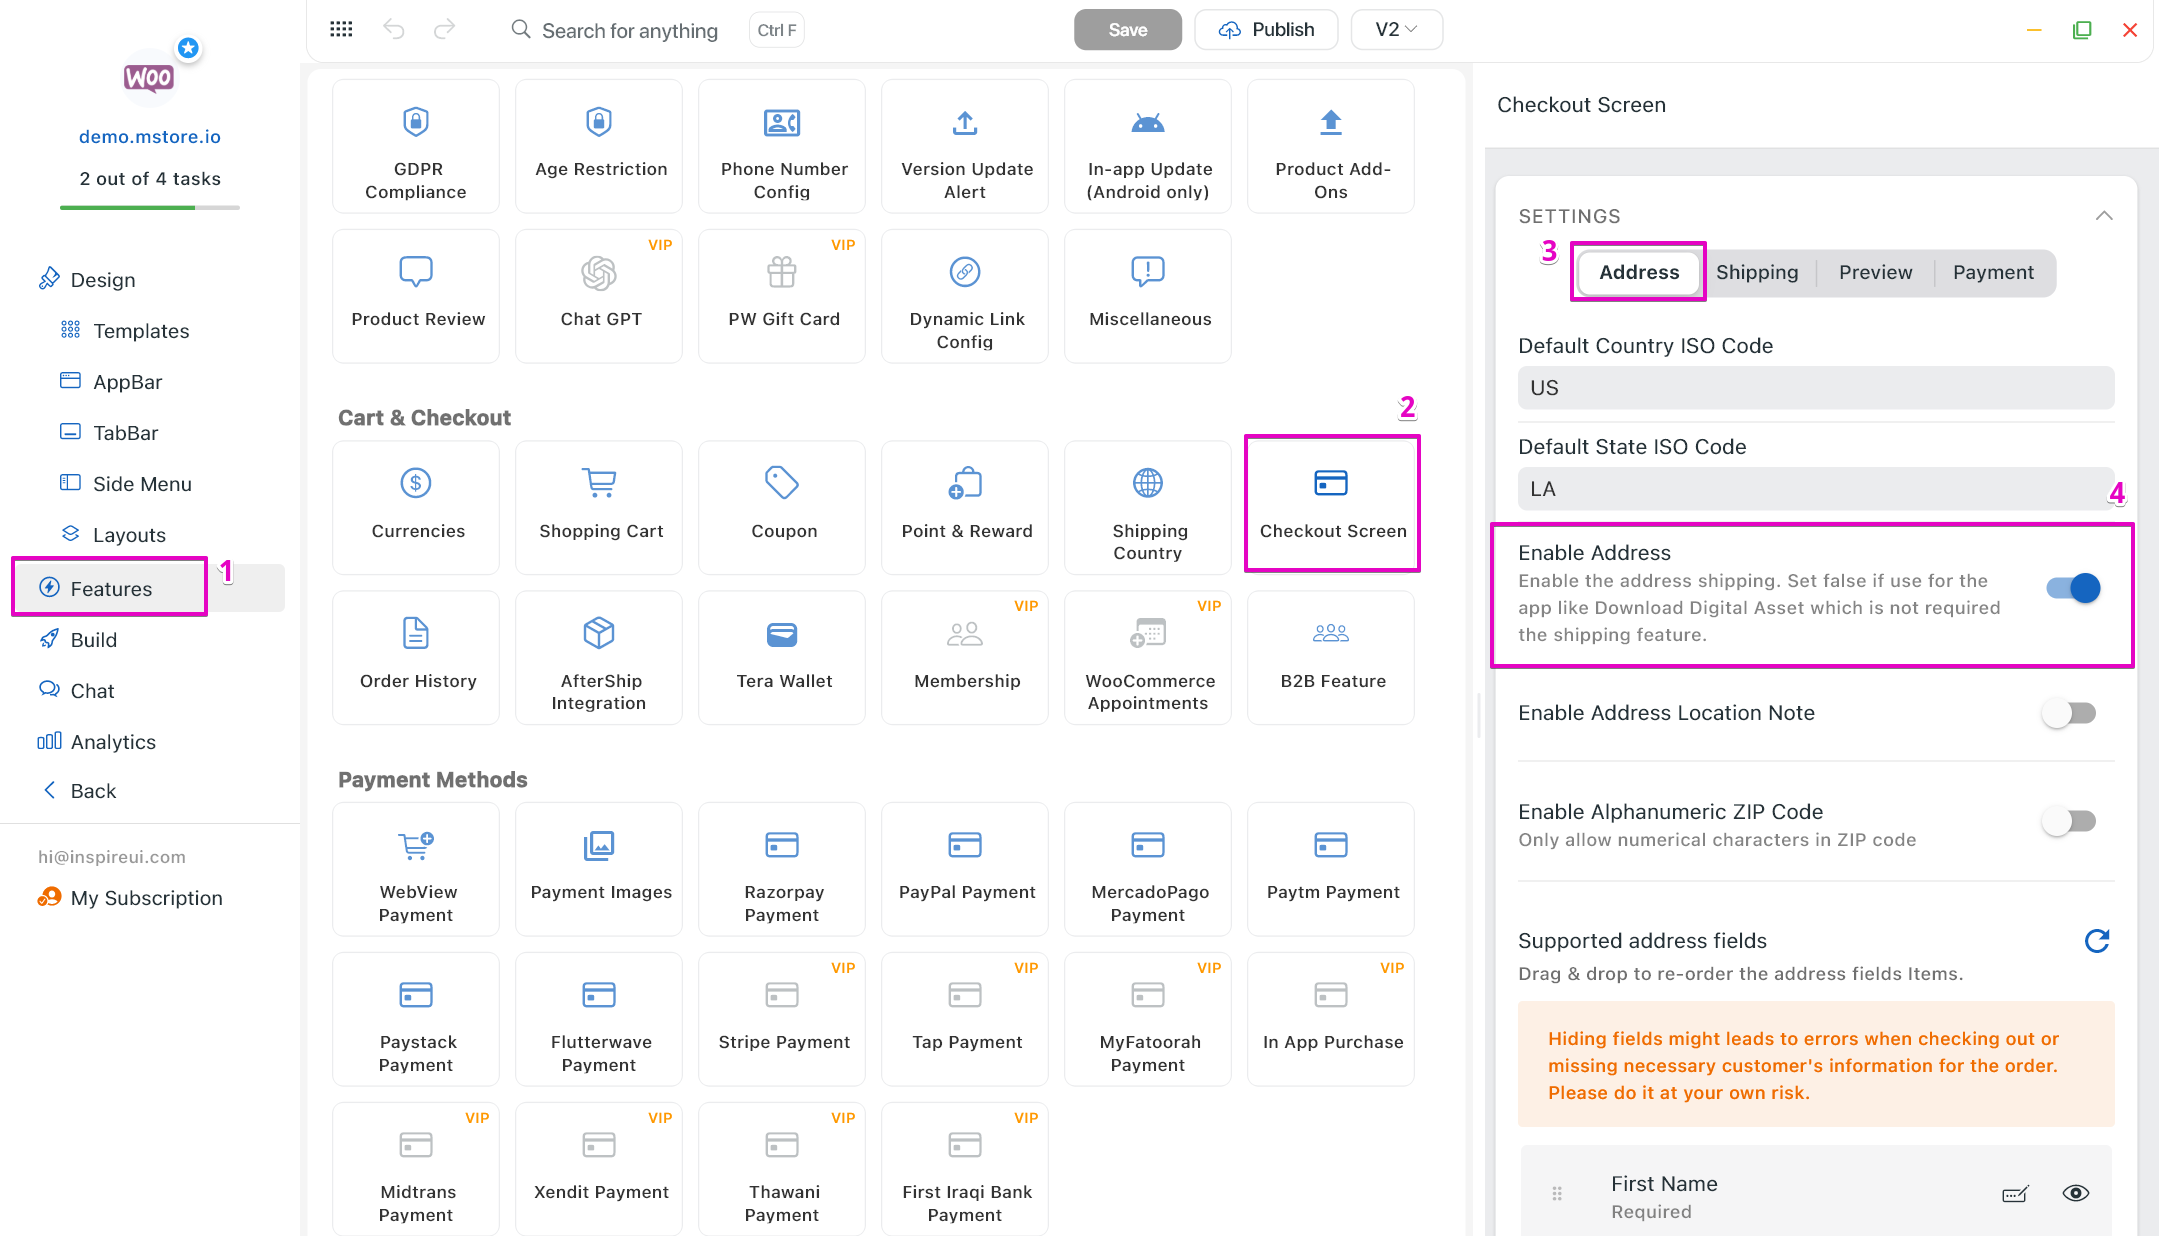 Search for anything
Ctrl F
Save
Publish
V2
WOO
demo.mstore.io
2 out of 4 tasks
Design
Templates
AppBar
TabBar
Side Menu
Layouts
Features
1
Build
Chat
Analytics
Back
hi@inspireui.com
My Subscription
GDPR
Compliance
Age Restriction
Phone Number
Config
Version Update
Alert
In-app Update
(Android only)
Product Add-
Ons
Product Review
VIP
Chat GPT
VIP
PW Gift Card
Dynamic Link
Config
Miscellaneous
Cart & Checkout
2
Currencies
Shopping Cart
Coupon
Point & Reward
Shipping
Country
Checkout Screen
Order History
AfterShip
Integration
Tera Wallet
VIP
Membership
VIP
WooCommerce
Appointments
B2B Feature
Payment Methods
WebView
Payment
Payment Images
Razorpay
Payment
PayPal Payment
MercadoPago
Payment
Paytm Payment
Paystack
Payment
Flutterwave
Payment
VIP
Stripe Payment
VIP
Tap Payment
VIP
MyFatoorah
Payment
VIP
In App Purchase
VIP
Midtrans
Payment
VIP
Xendit Payment
VIP
Thawani
Payment
VIP
First Iraqi Bank
Payment
Checkout Screen
SETTINGS
3
Address
Shipping
Preview
Payment
Default Country ISO Code
US
Default State ISO Code
LA
4
Enable Address
Enable the address shipping. Set false if use for the
app like Download Digital Asset which is not required
the shipping feature.
Enable Address Location Note
Enable Alphanumeric ZIP Code
Only allow numerical characters in ZIP code
Supported address fields
Drag & drop to re-order the address fields Items.
Hiding fields might leads to errors when checking out or
missing necessary customer's information for the order.
Please do it at your own risk.
First Name
Required